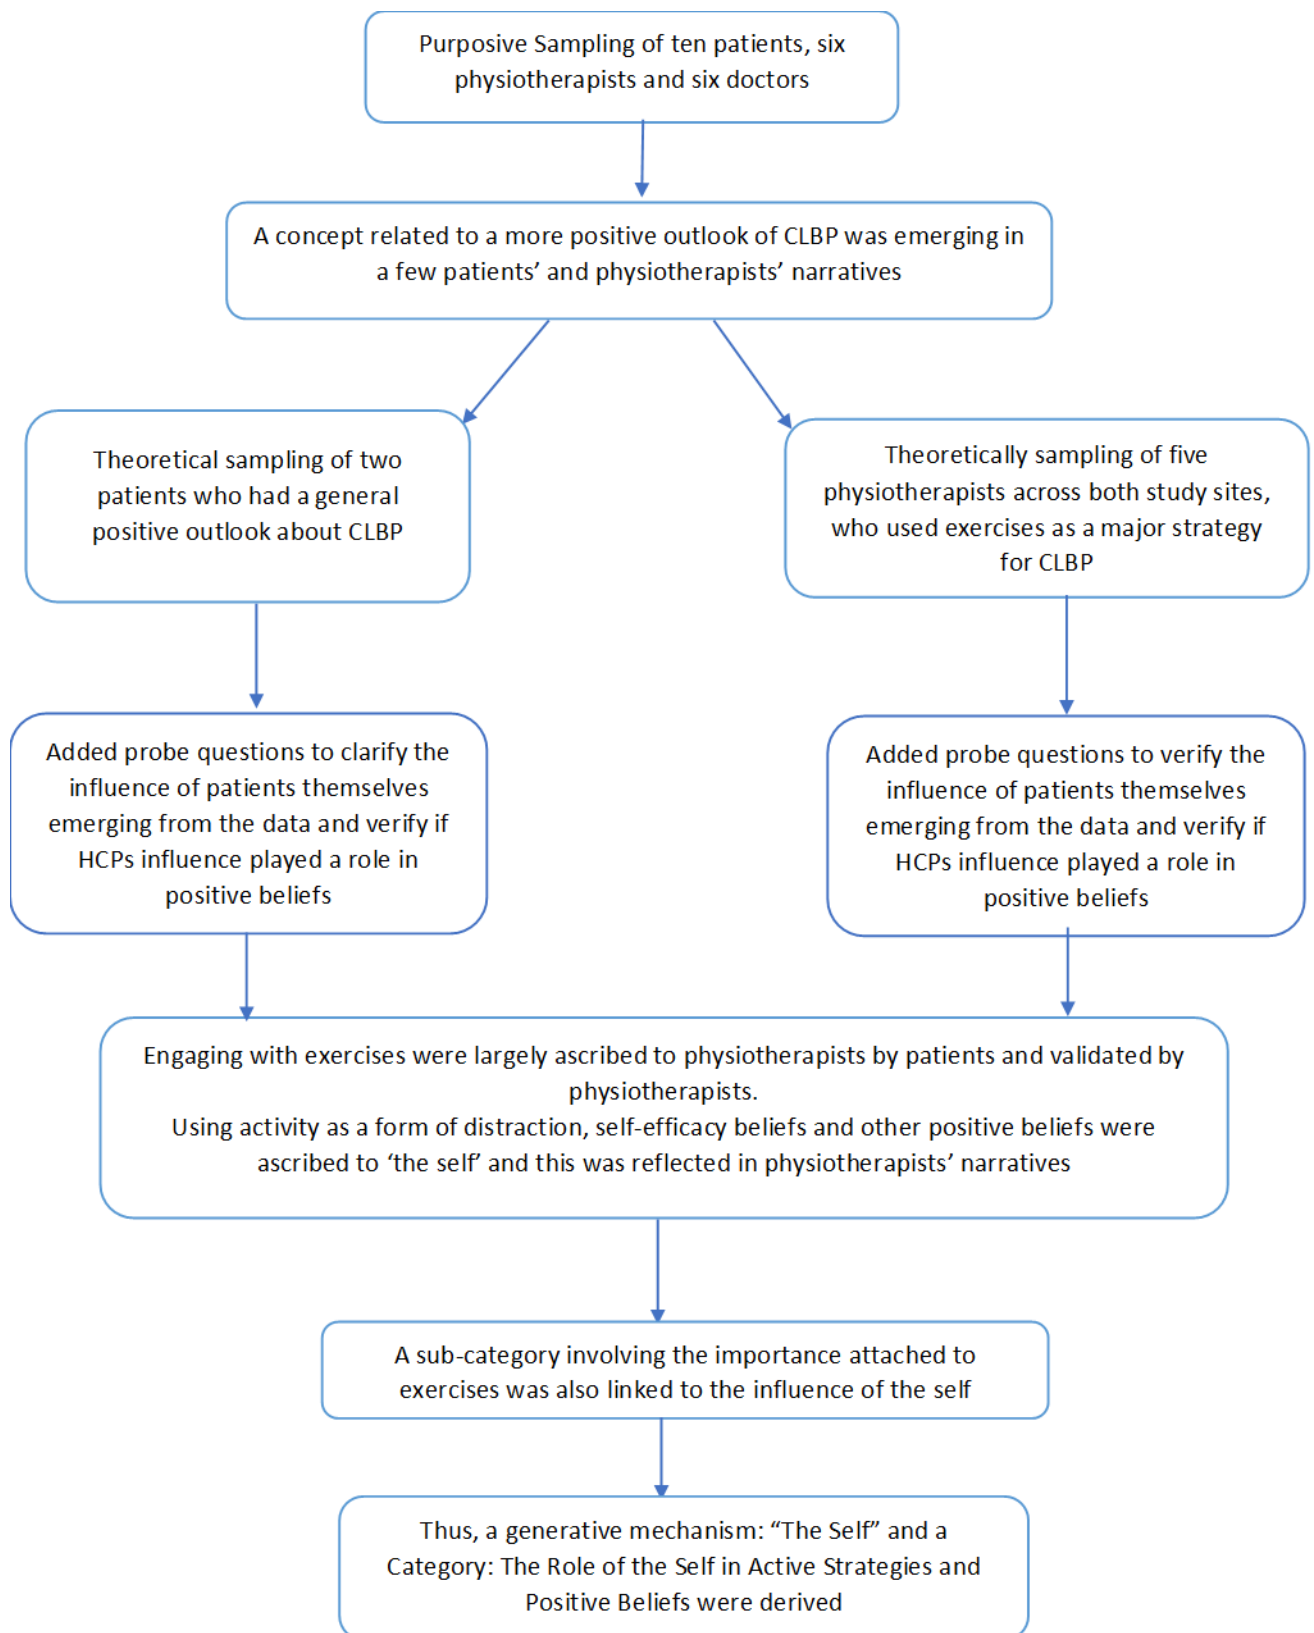 Purposive Sampling of ten patients, six
physiotherapists and six doctors
A concept related to a more positive outlook of CLBP was emerging in
a few patients’ and physiotherapists’ narratives
Theoretical sampling of two
patients who had a general
positive outlook about CLBP
Theoretically sampling of five
physiotherapists across both study sites,
who used exercises as a major strategy
for CLBP
Added probe questions to clarify the
influence of patients themselves
emerging from the data and verify if
HCPs influence played a role in
positive beliefs
Added probe questions to verify the
influence of patients themselves
emerging from the data and verify if
HCPs influence played a role in
positive beliefs
Engaging with exercises were largely ascribed to physiotherapists by patients and validated by
physiotherapists.
Using activity as a form of distraction, self-efficacy beliefs and other positive beliefs were
ascribed to ‘the self’ and this was reflected in physiotherapists’ narratives
A sub-category involving the importance attached to
exercises was also linked to the influence of the self
Thus, a generative mechanism: “The Self” and a
Category: The Role of the Self in Active Strategies and
Positive Beliefs were derived